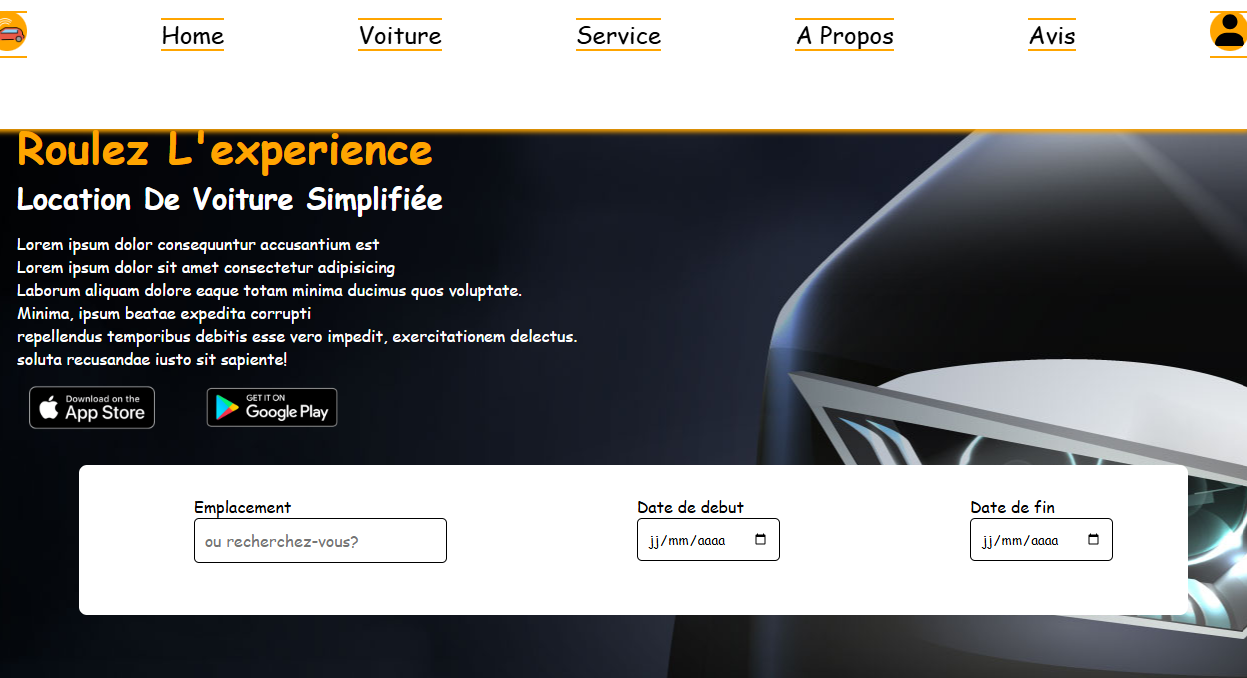 Home
Voiture
Service
A Propos
Avis
Roulez L'experience
Location De Voiture Simplifiée
Lorem ipsum dolor consequuntur accusantium est
Lorem ipsum dolor sit amet consectetur adipisicing
Laborum aliquam dolore eaque totam minima ducimus quos voluptate.
Minima, ipsum beatae expedita corrupti
repellendus temporibus debitis esse vero impedit, exercitationem delectus.
soluta recusandae iusto sit sapiente!
Download on the
App Store
GET IT ON
Google Play
Emplacement
ou recherchez-vous?
Date de debut
jj/mm/aaaa
Date de fin
jj/mm/aaaa